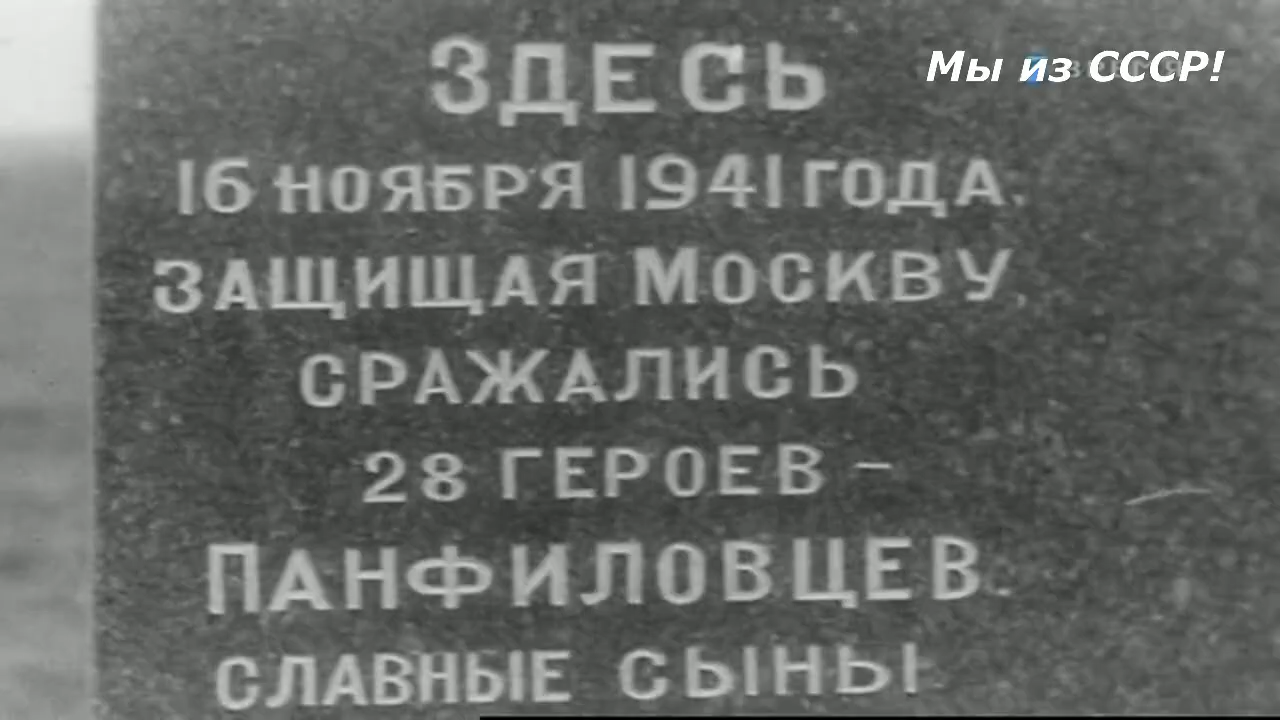 Мы из СССР!
ЗДЕСЬ
16 НОЯБРЯ 1941 ГОДА,
ЗАЩИЩАЯ МОСКВУ,
СРАЖАЛИСЬ
28 ГЕРОЕВ –
ПАНФИЛОВЦЕВ.
СЛАВНЫЕ СЫНЫ